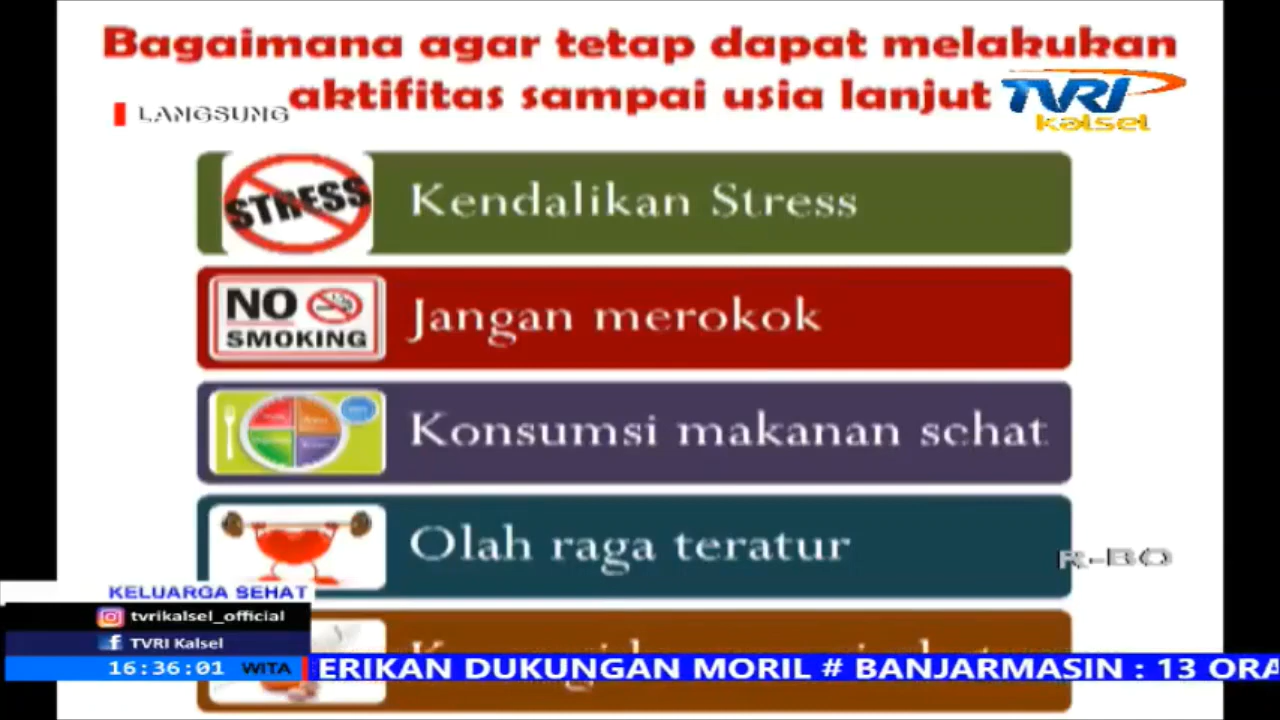 Bagaimana agar tetap dapat melakukan
aktifitas sampai usia lanjut
LANGSUNG
TVRI
kalsel
STRESS
Kendalikan Stress
NO
SMOKING
Jangan merokok
Konsumsi makanan sehat
Olah raga teratur
R-BO
KELUARGA SEHAT
tvrikalsel_official
TVRI Kalsel
16:36:01 WITA
ERIKAN DUKUNGAN MORIL # BANJARMASIN : 13 ORA